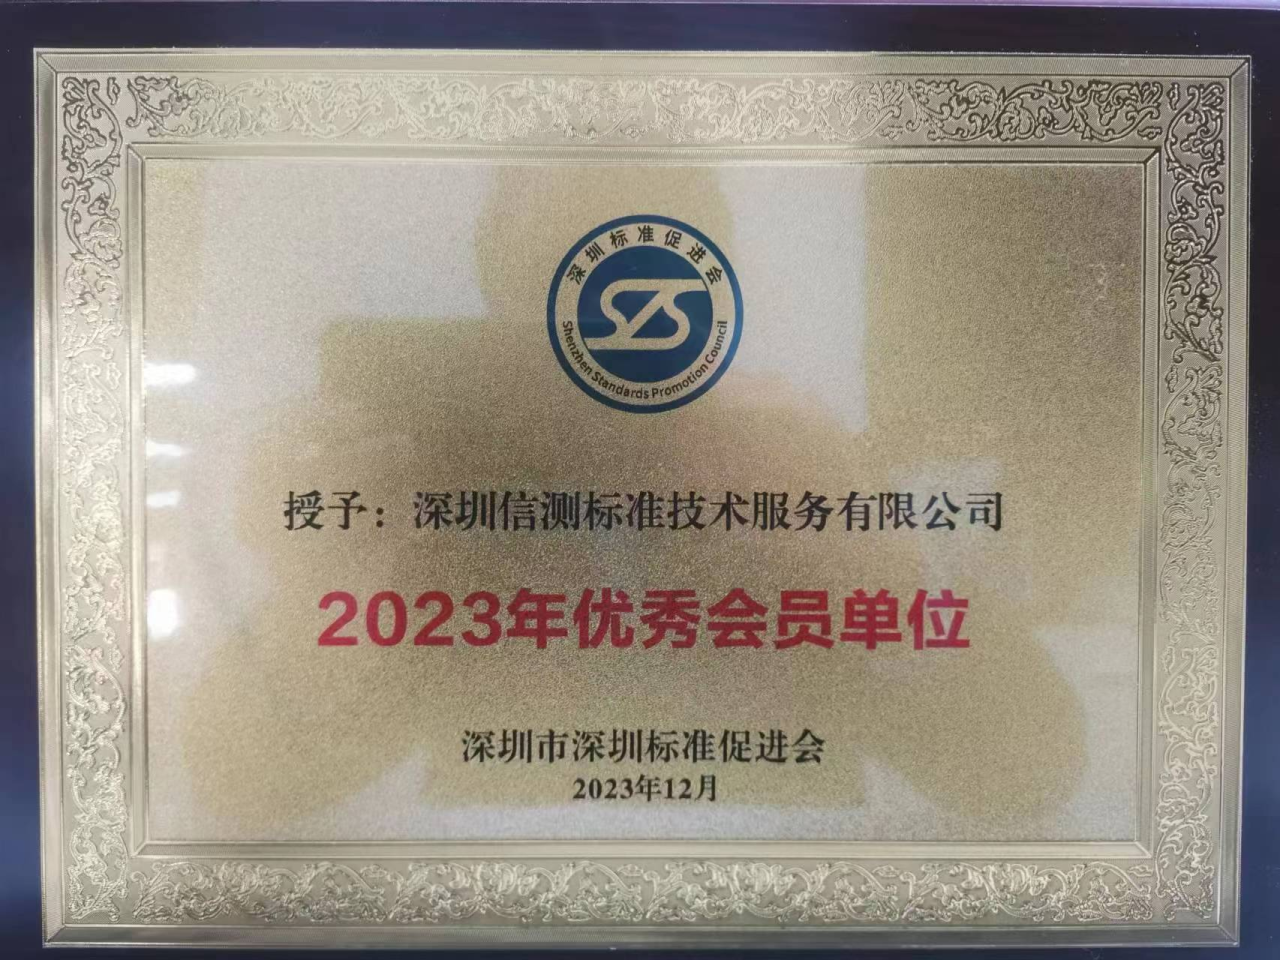 深圳标准促进会
SZS
Shenzhen Standards Promotion Council
授予：深圳信测标准技术服务有限公司
2023年优秀会员单位
深圳市深圳标准促进会
2023年12月